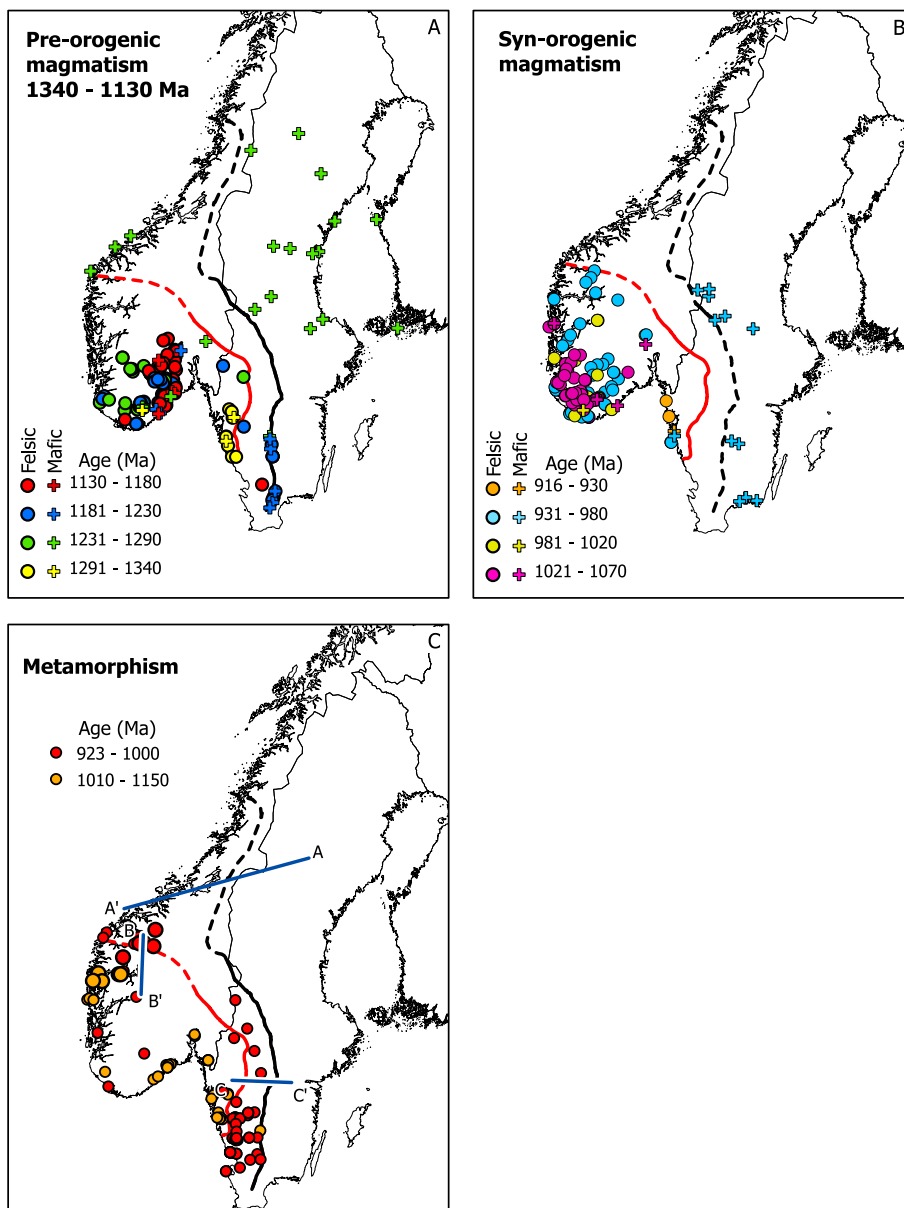 A
Pre-orogenic
magmatism
1340 - 1130 Ma
Felsic
Mafic
Age (Ma)
1130 - 1180
1181 - 1230
1231 - 1290
1291 - 1340
B
Syn-orogenic
magmatism
Felsic
Mafic
Age (Ma)
916 - 930
931 - 980
981 - 1020
1021 - 1070
C
Metamorphism
Age (Ma)
923 - 1000
1010 - 1150
A
A'
B
B'
C
C'